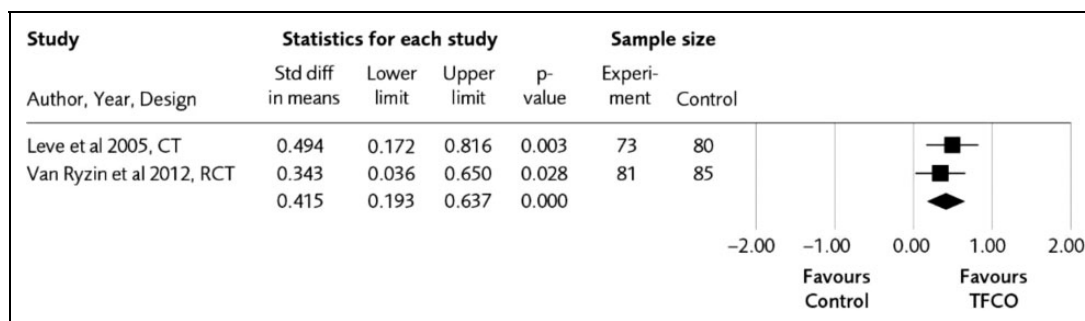 Study Statistics for each study Sample size
Std diff Lower Upper p- Experi-
Author, Year, Design in means limit limit value ment Control
Leve et al 2005, CT 0.494 0.172 0.816 0.003 73 80
Van Ryzin et al 2012, RCT 0.343 0.036 0.650 0.028 81 85
0.415 0.193 0.637 0.000
−2.00 −1.00 0.00 1.00 2.00
Favours Favours
Control TFCO